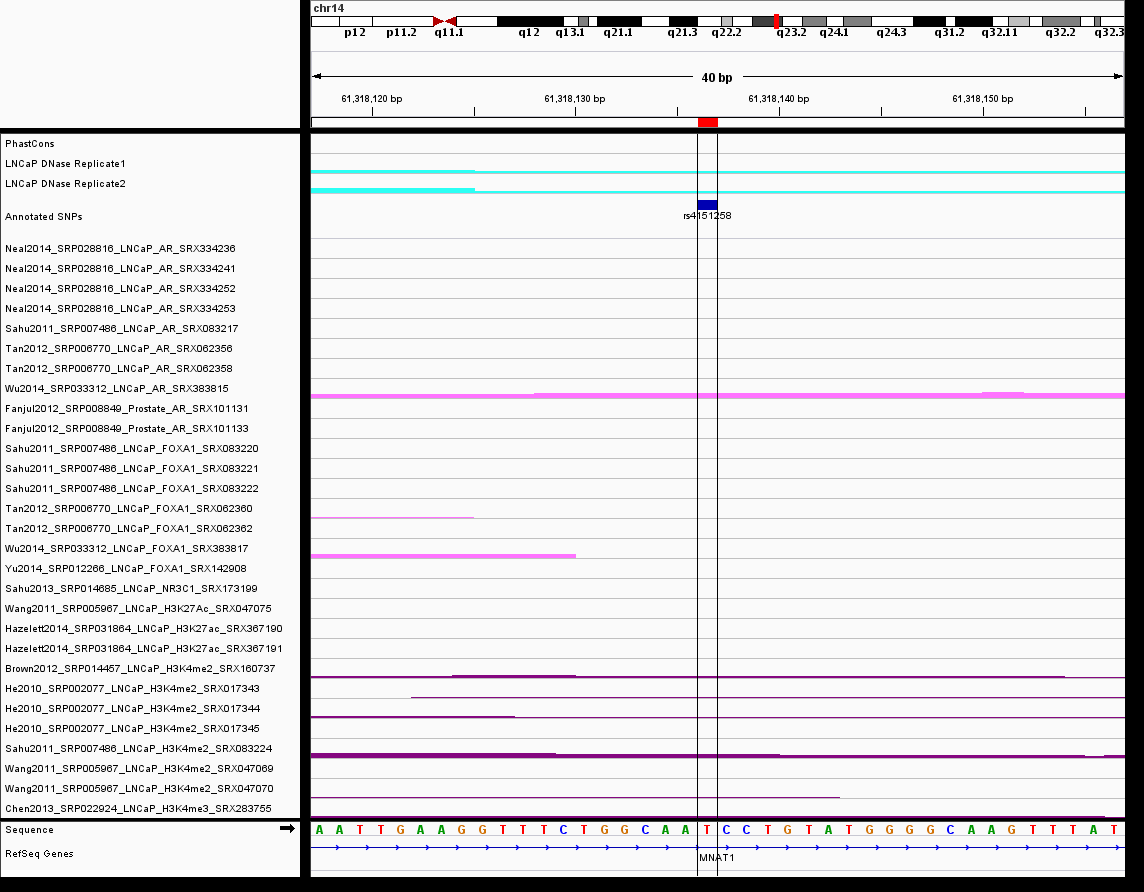 chr14
p12 p11.2 q11.1 q12 q13.1 q21.1 q21.3 q22.2 q23.2 q24.1 q24.3 q31.2 q32.11 q32.2 q32.3
40 bp
61,318,120 bp 61,318,130 bp 61,318,140 bp 61,318,150 bp
PhastCons
LNCaP DNase Replicate1
LNCaP DNase Replicate2
Annotated SNPs
rs4151258
Neal2014_SRP028816_LNCaP_AR_SRX334236
Neal2014_SRP028816_LNCaP_AR_SRX334241
Neal2014_SRP028816_LNCaP_AR_SRX334252
Neal2014_SRP028816_LNCaP_AR_SRX334253
Sahu2011_SRP007486_LNCaP_AR_SRX083217
Tan2012_SRP006770_LNCaP_AR_SRX062356
Tan2012_SRP006770_LNCaP_AR_SRX062358
Wu2014_SRP033312_LNCaP_AR_SRX383815
Fanjul2012_SRP008849_Prostate_AR_SRX101131
Fanjul2012_SRP008849_Prostate_AR_SRX101133
Sahu2011_SRP007486_LNCaP_FOXA1_SRX083220
Sahu2011_SRP007486_LNCaP_FOXA1_SRX083221
Sahu2011_SRP007486_LNCaP_FOXA1_SRX083222
Tan2012_SRP006770_LNCaP_FOXA1_SRX062360
Tan2012_SRP006770_LNCaP_FOXA1_SRX062362
Wu2014_SRP033312_LNCaP_FOXA1_SRX383817
Yu2014_SRP012266_LNCaP_FOXA1_SRX142908
Sahu2013_SRP014685_LNCaP_NR3C1_SRX173199
Wang2011_SRP005967_LNCaP_H3K27Ac_SRX047075
Hazelett2014_SRP031864_LNCaP_H3K27ac_SRX367190
Hazelett2014_SRP031864_LNCaP_H3K27ac_SRX367191
Brown2012_SRP014457_LNCaP_H3K4me2_SRX160737
He2010_SRP002077_LNCaP_H3K4me2_SRX017343
He2010_SRP002077_LNCaP_H3K4me2_SRX017344
He2010_SRP002077_LNCaP_H3K4me2_SRX017345
Sahu2011_SRP007486_LNCaP_H3K4me2_SRX083224
Wang2011_SRP005967_LNCaP_H3K4me2_SRX047069
Wang2011_SRP005967_LNCaP_H3K4me2_SRX047070
Chen2013_SRP022924_LNCaP_H3K4me3_SRX283755
Sequence A A T T G A A G G T T T C T G G C A A T C C T G T A T G G G G C A A G T T T A T
RefSeq Genes
MNAT1